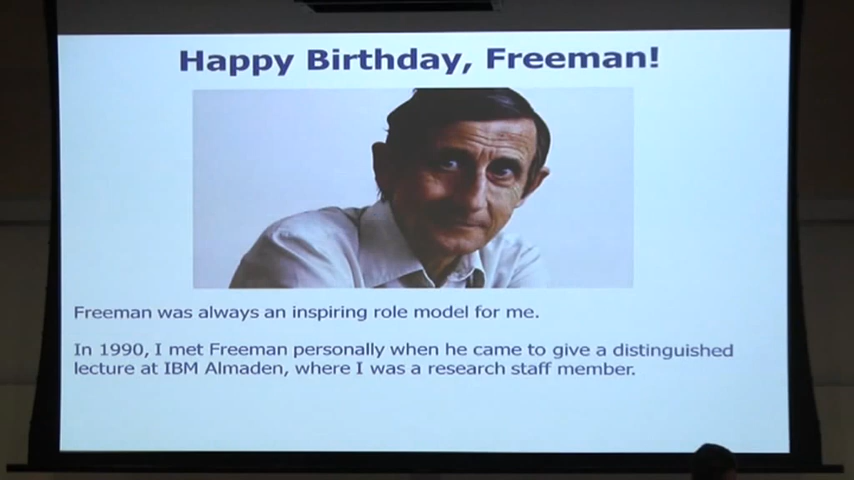 Happy Birthday, Freeman!
Freeman was always an inspiring role model for me.
In 1990, I met Freeman personally when he came to give a distinguished
lecture at IBM Almaden, where I was a research staff member.